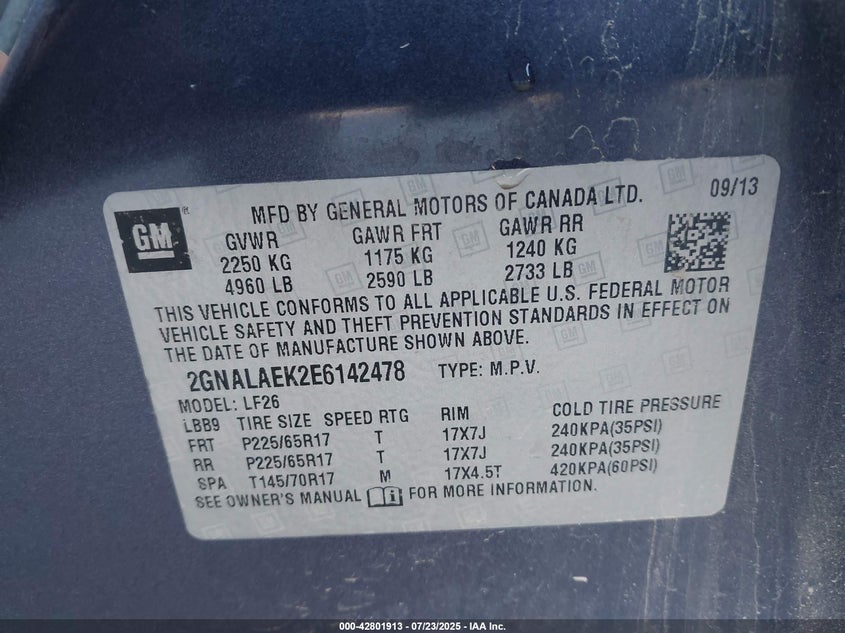 GM
MFD BY GENERAL MOTORS OF CANADA LTD. 09/13
GVWR GAWR FRT GAWR RR
2250 KG 1175 KG 1240 KG
4960 LB 2590 LB 2733 LB
THIS VEHICLE CONFORMS TO ALL APPLICABLE U.S. FEDERAL MOTOR
VEHICLE SAFETY AND THEFT PREVENTION STANDARDS IN EFFECT ON
THE DATE OF MANUFACTURE SHOWN ABOVE.
2GNALAEK2E6142478 TYPE: M.P.V.
MODEL: LF26
LBB9 TIRE SIZE SPEED RTG RIM COLD TIRE PRESSURE
FRT P225/65R17 T 17X7J 240KPA(35PSI)
RR P225/65R17 T 17X7J 240KPA(35PSI)
SPA T145/70R17 M 17X4.5T 420KPA(60PSI)
SEE OWNER'S MANUAL FOR MORE INFORMATION.
000-42801913 - 07/23/2025 - IAA Inc.